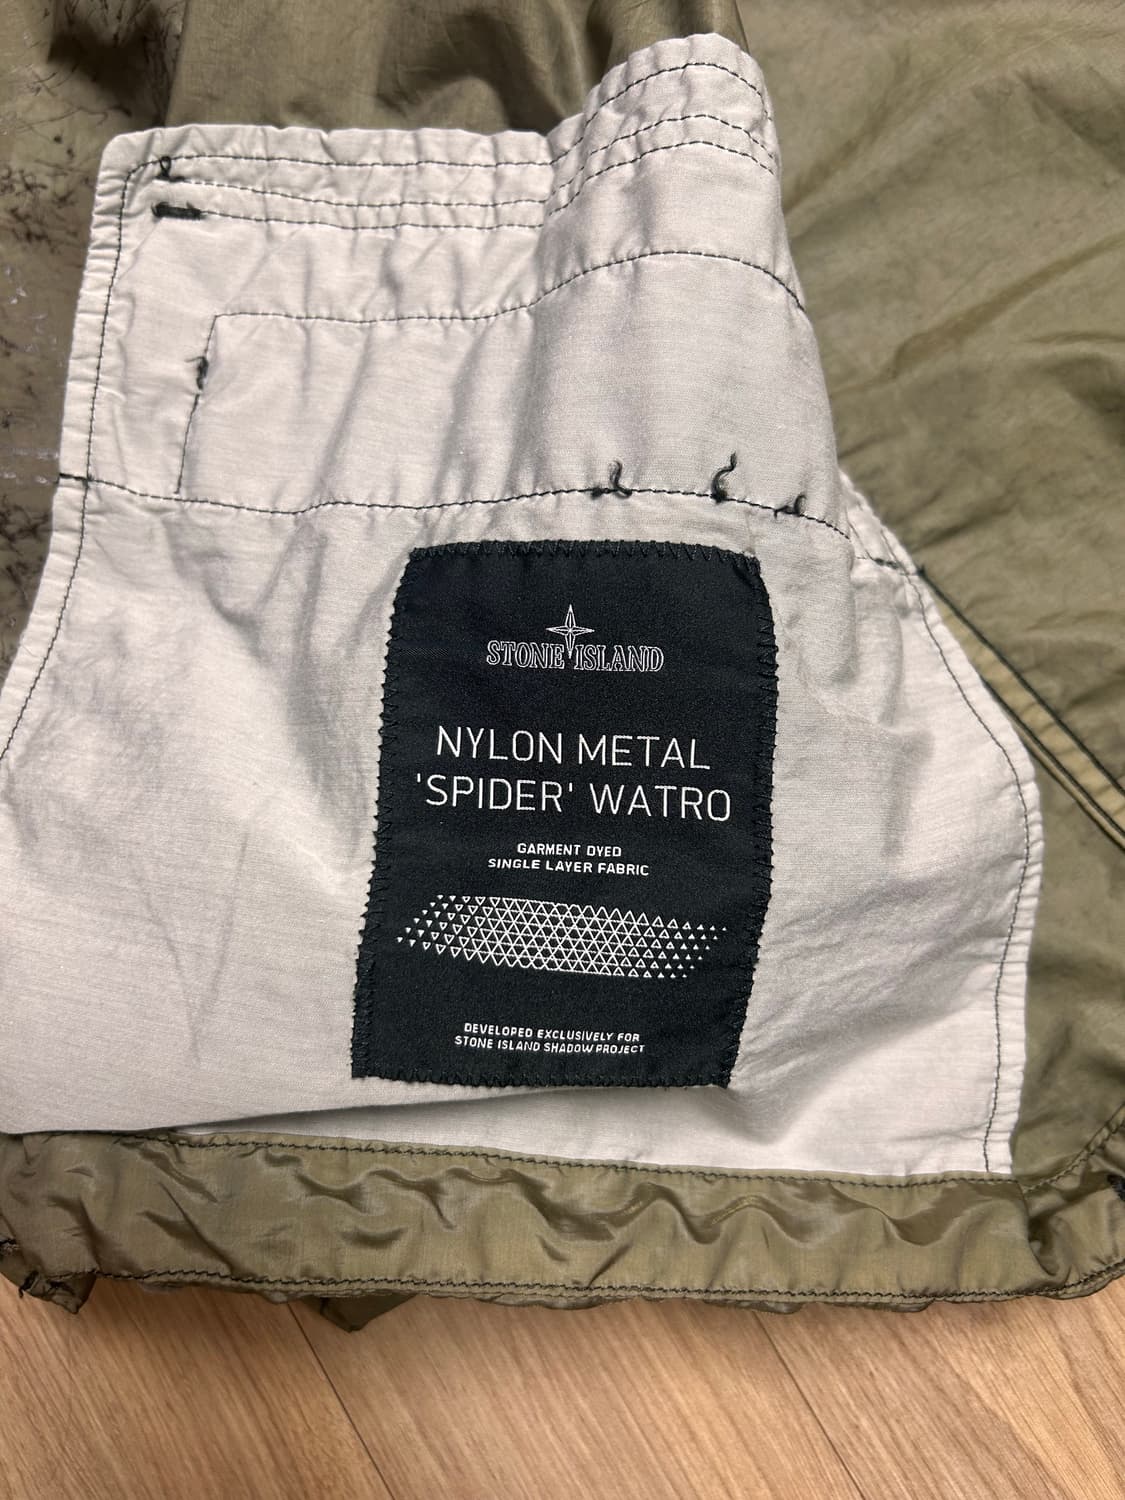 STONE ISLAND
NYLON METAL
'SPIDER' WATRO
GARMENT DYED
SINGLE LAYER FABRIC
DEVELOPED EXCLUSIVELY FOR
STONE ISLAND SHADOW PROJECT